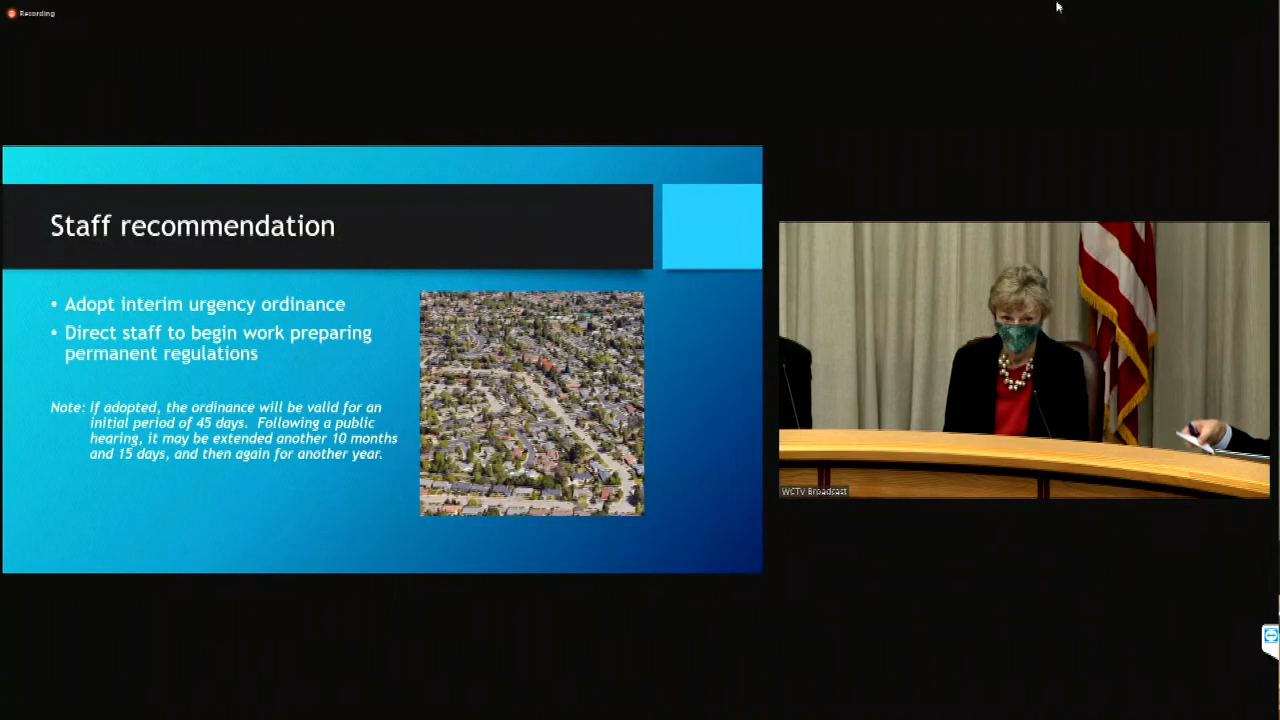 Recording
Staff recommendation
• Adopt interim urgency ordinance
• Direct staff to begin work preparing
permanent regulations
Note: If adopted, the ordinance will be valid for an
initial period of 45 days. Following a public
hearing, it may be extended another 10 months
and 15 days, and then again for another year.
WCTV Broadcast